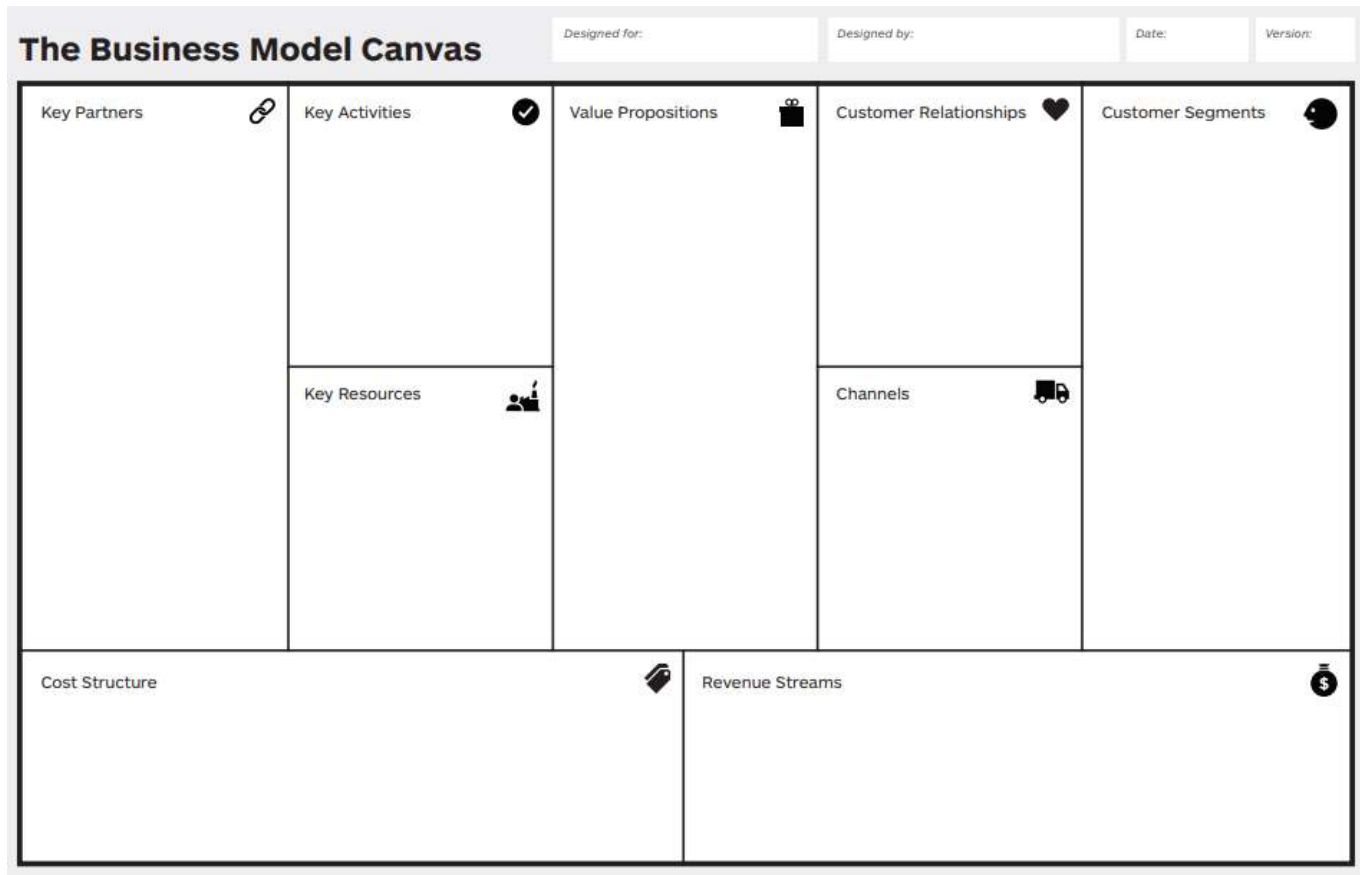 The Business Model Canvas
Designed for:
Designed by:
Date:
Version:
Key Partners
Key Activities
Value Propositions
Customer Relationships
Customer Segments
Key Resources
Channels
Cost Structure
Revenue Streams
$